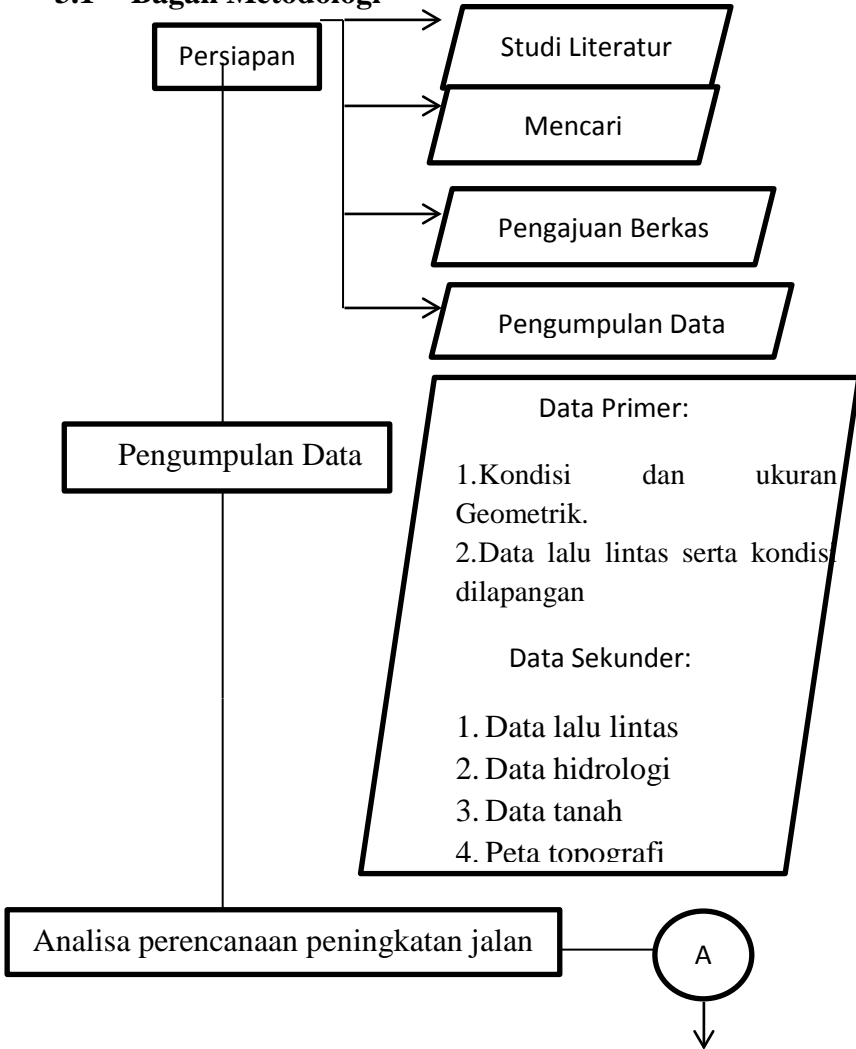 Bagan Metodologi
Persiapan
Studi Literatur
Mencari
Pengajuan Berkas
Pengumpulan Data
Pengumpulan Data
Data Primer:
1.Kondisi dan ukuran
Geometrik.
2.Data lalu lintas serta kondisi
dilapangan
Data Sekunder:
1. Data lalu lintas
2. Data hidrologi
3. Data tanah
4. Peta topografi
Analisa perencanaan peningkatan jalan
A